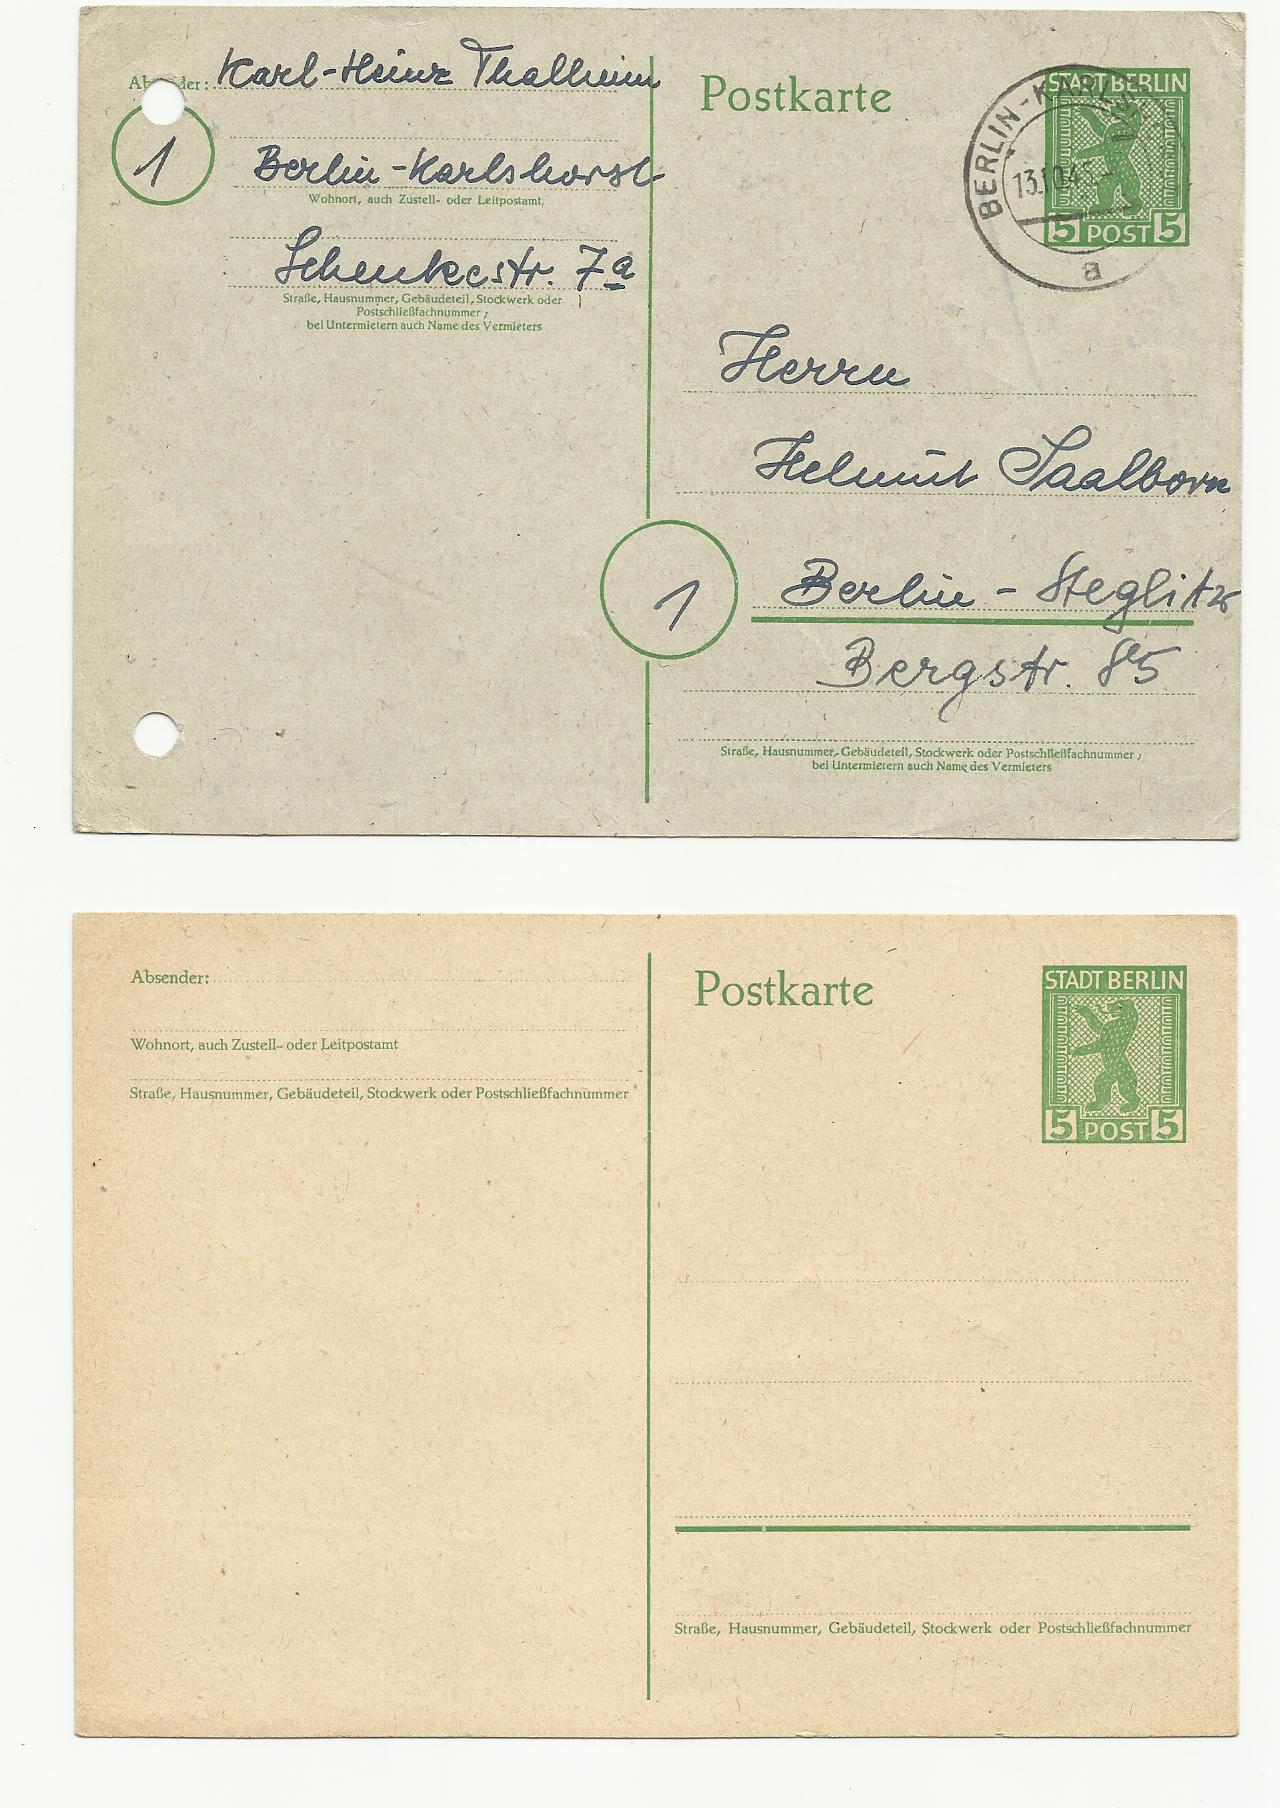 Absender: Karl-Heinz Thalheim
1
Berlin-Karlshorst
Wohnort, auch Zustell- oder Leitpostamt
Schenkestr. 7a
Straße, Hausnummer, Gebäudeteil, Stockwerk oder
Postschließfachnummer;
bei Untermietern auch Name des Vermieters
Postkarte
STADT BERLIN
5 POST 5
BERLIN-KARLSHORST
13.10.45
a
Herrn
Helmut Saalborn
1
Berlin - Steglitz
Bergstr. 85
Straße, Hausnummer, Gebäudeteil, Stockwerk oder Postschließfachnummer;
bei Untermietern auch Name des Vermieters
Absender:
Wohnort, auch Zustell- oder Leitpostamt
Straße, Hausnummer, Gebäudeteil, Stockwerk oder Postschließfachnummer
Postkarte
STADT BERLIN
5 POST 5
Straße, Hausnummer, Gebäudeteil, Stockwerk oder Postschließfachnummer